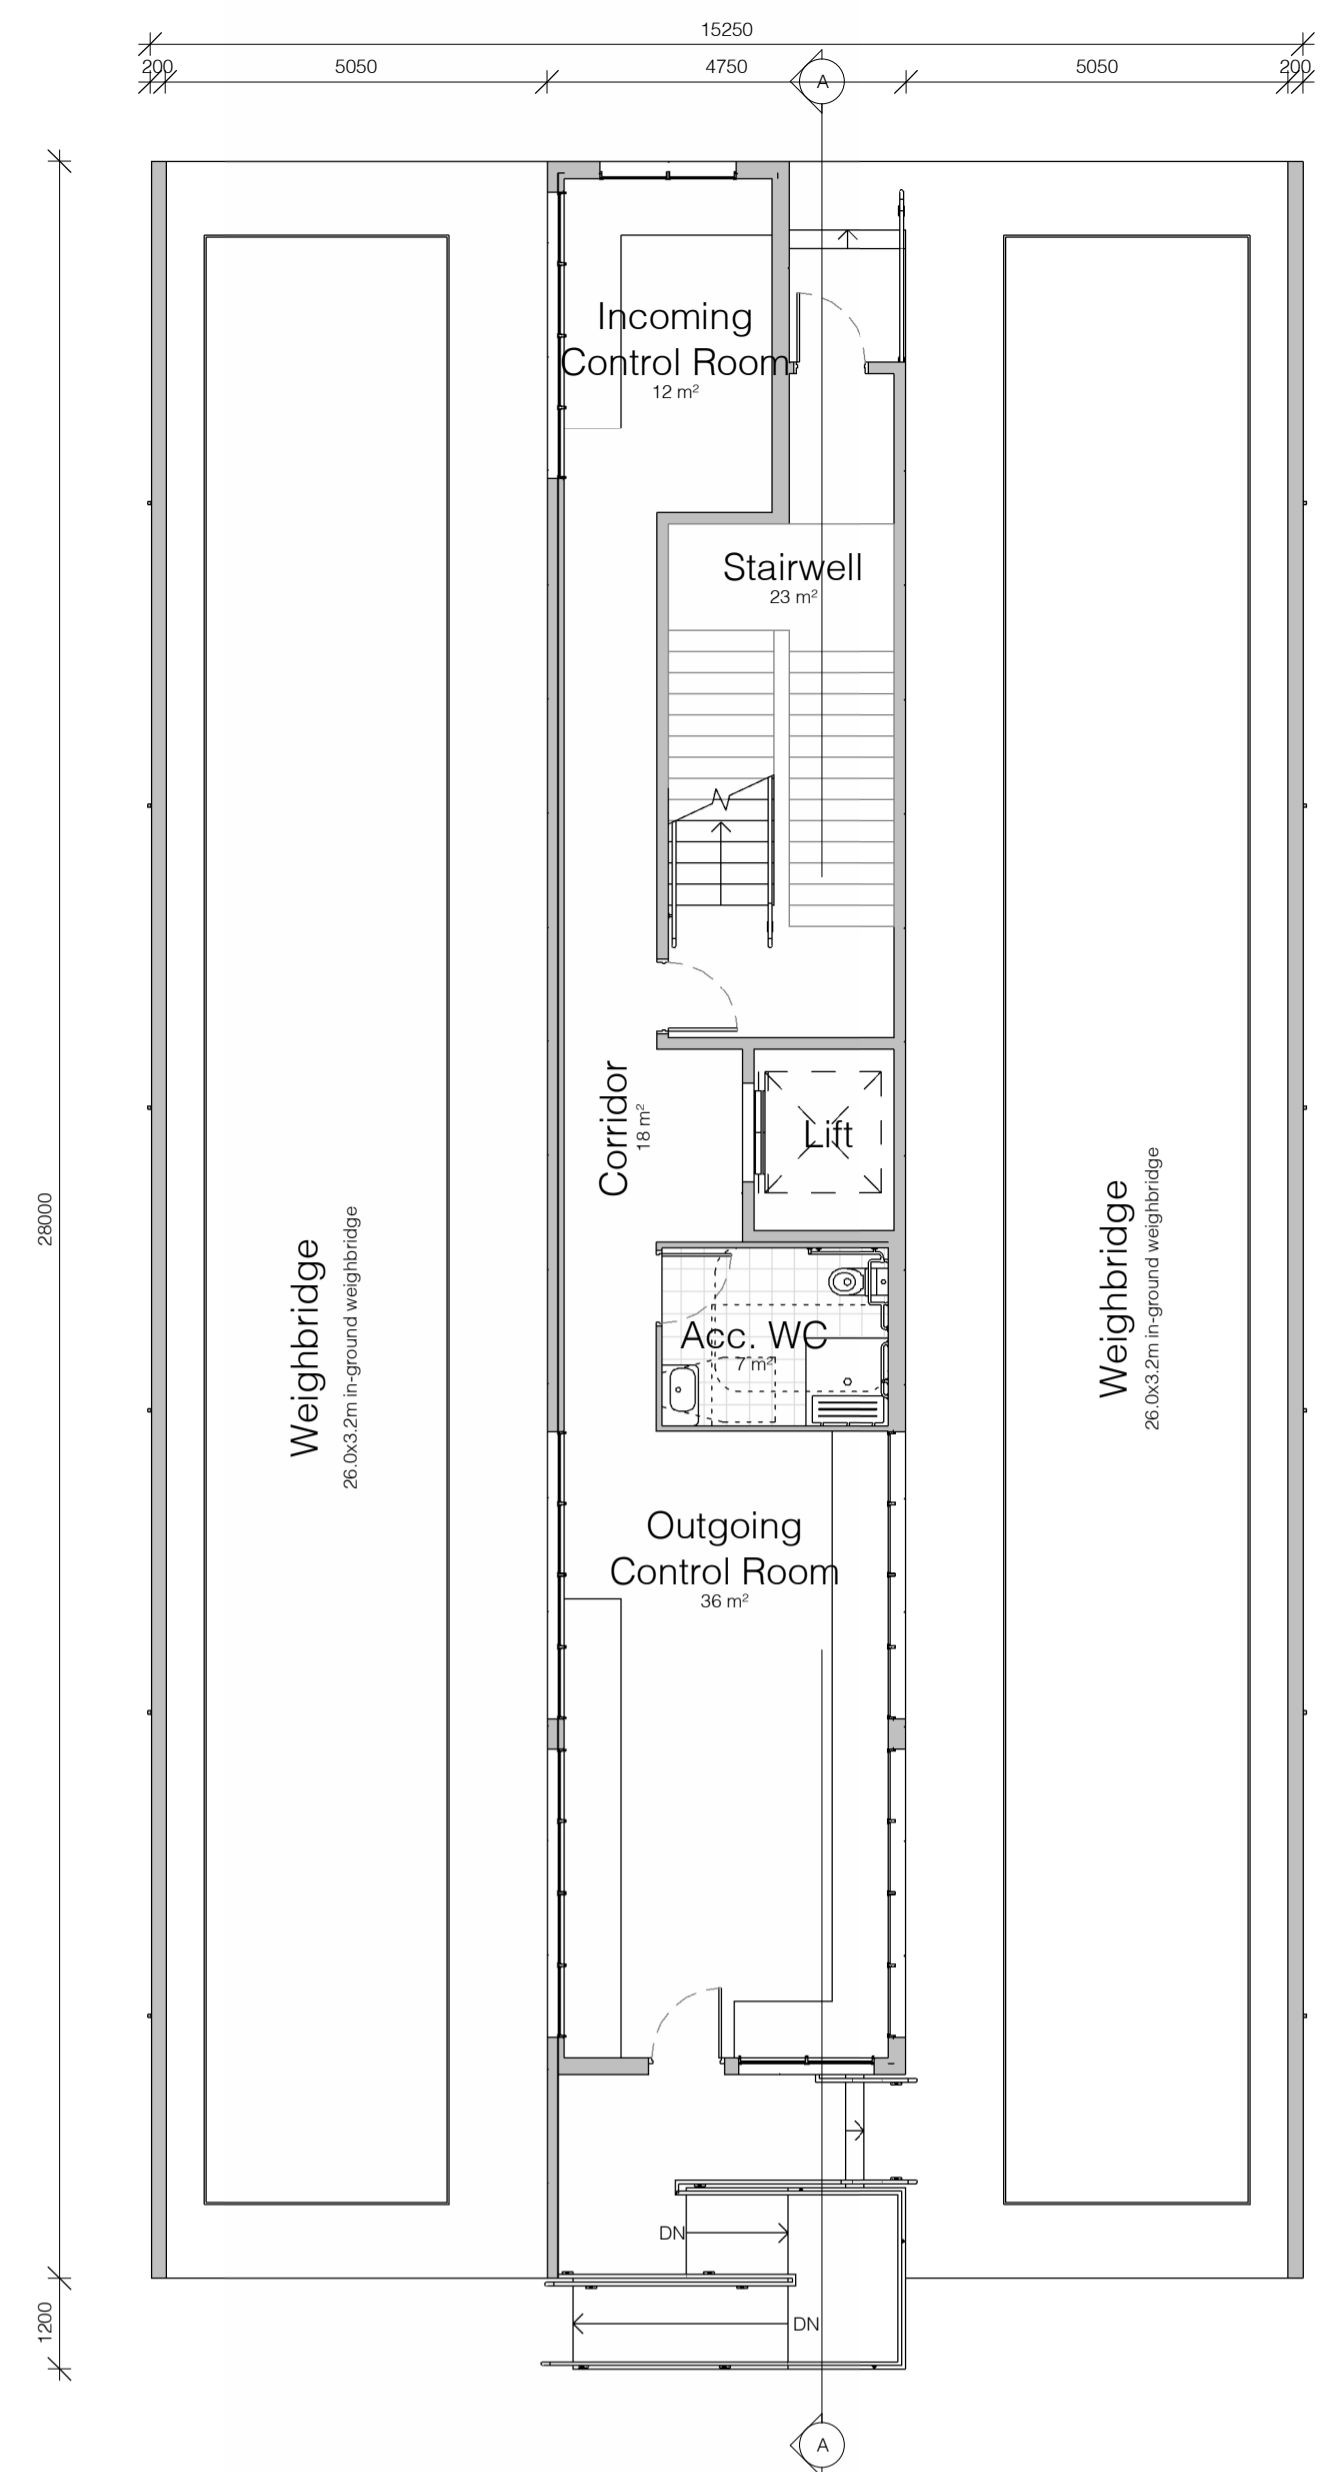 15250
200
5050
4750
5050
200
A
Incoming
Control Room
12 m²
Stairwell
23 m²
Corridor
18 m²
Lift
28000
Weighbridge
26.0x3.2m in-ground weighbridge
Weighbridge
26.0x3.2m in-ground weighbridge
Acc. WC
7 m²
Outgoing
Control Room
36 m²
DN
DN
1200
A